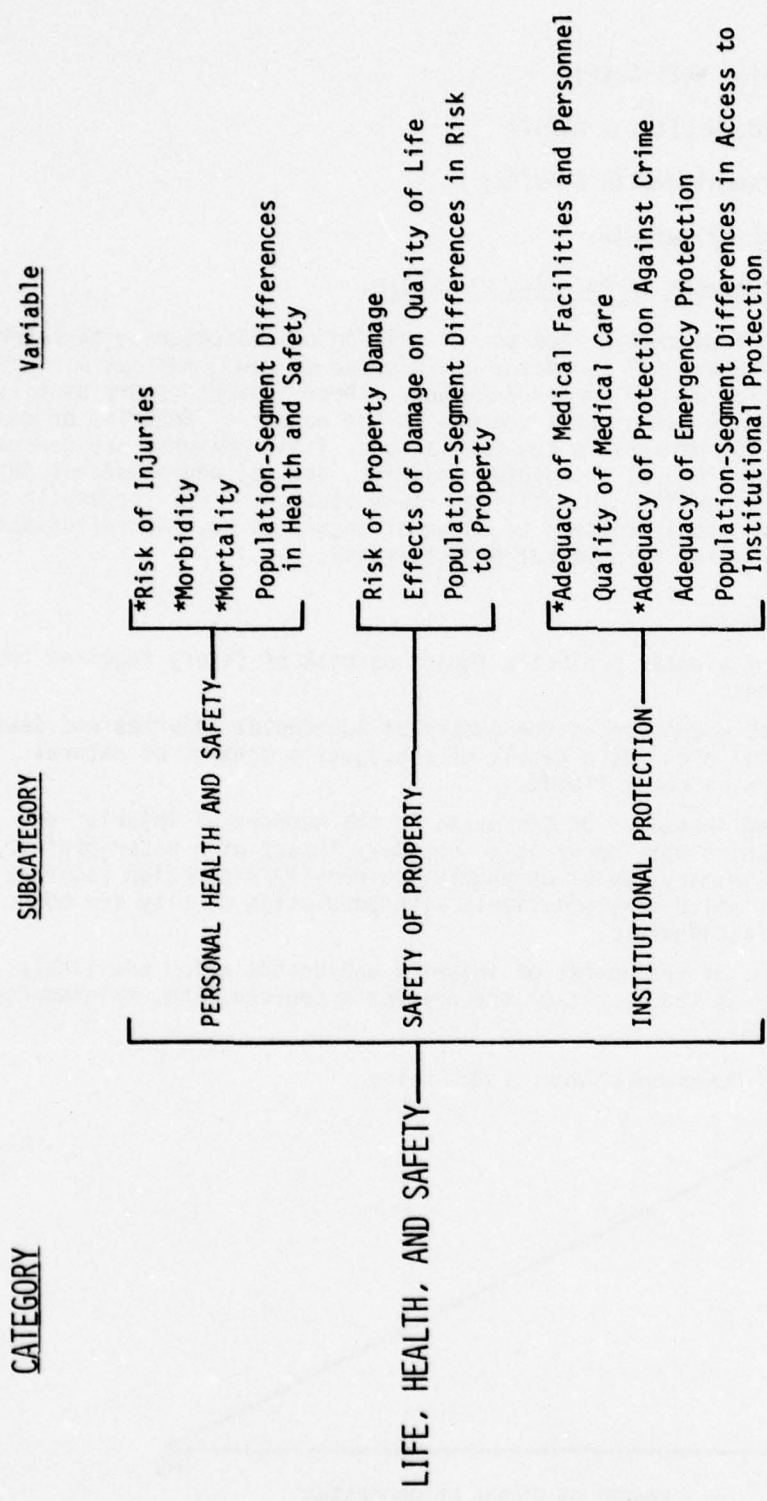 CATEGORY
SUBCATEGORY
Variable
LIFE, HEALTH, AND SAFETY
PERSONAL HEALTH AND SAFETY
*Risk of Injuries
*Morbidity
*Mortality
Population-Segment Differences
in Health and Safety
SAFETY OF PROPERTY
Risk of Property Damage
Effects of Damage on Quality of Life
Population-Segment Differences in Risk
to Property
INSTITUTIONAL PROTECTION
*Adequacy of Medical Facilities and Personnel
Quality of Medical Care
*Adequacy of Protection Against Crime
Adequacy of Emergency Protection
Population-Segment Differences in Access to
Institutional Protection